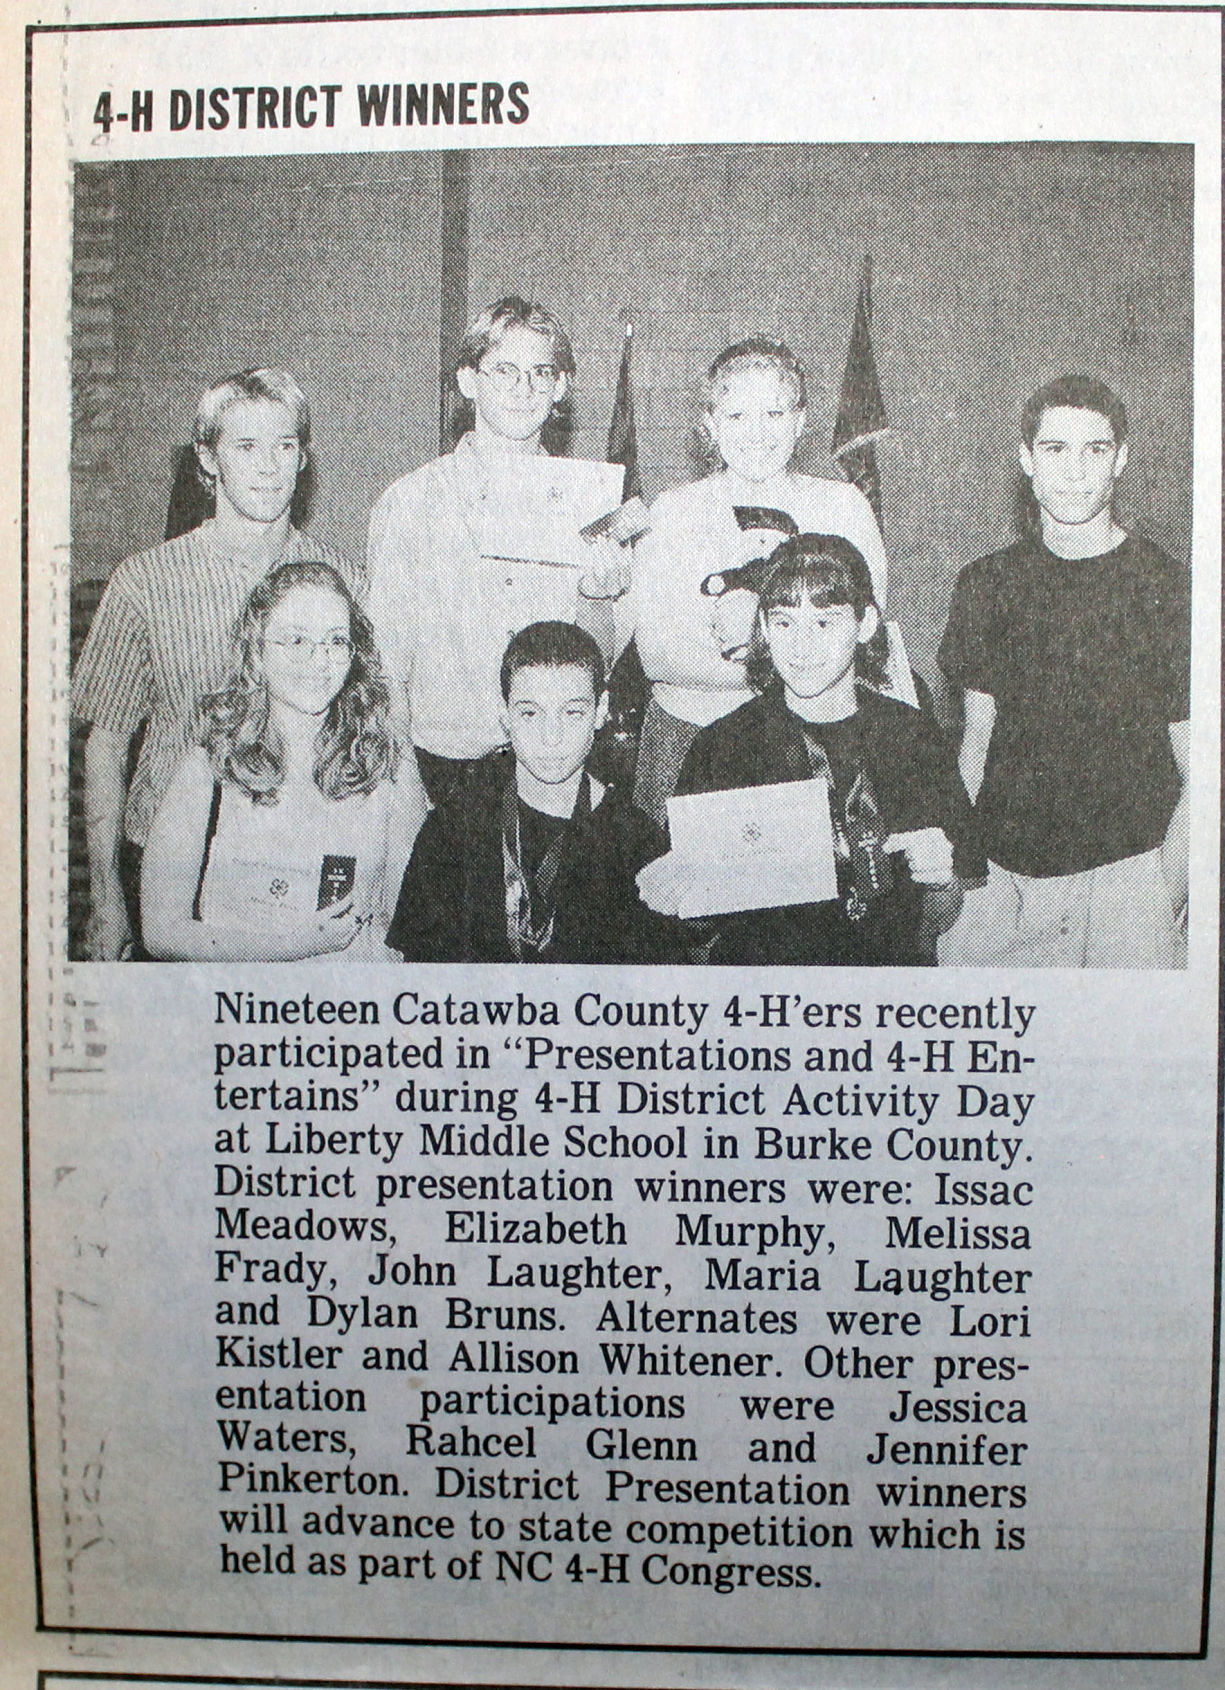 4-H DISTRICT WINNERS
Nineteen Catawba County 4-H’ers recently
participated in “Presentations and 4-H En-
tertains” during 4-H District Activity Day
at Liberty Middle School in Burke County.
District presentation winners were: Issac
Meadows, Elizabeth Murphy, Melissa
Frady, John Laughter, Maria Laughter
and Dylan Bruns. Alternates were Lori
Kistler and Allison Whitener. Other pres-
entation participations were Jessica
Waters, Rahcel Glenn and Jennifer
Pinkerton. District Presentation winners
will advance to state competition which is
held as part of NC 4-H Congress.